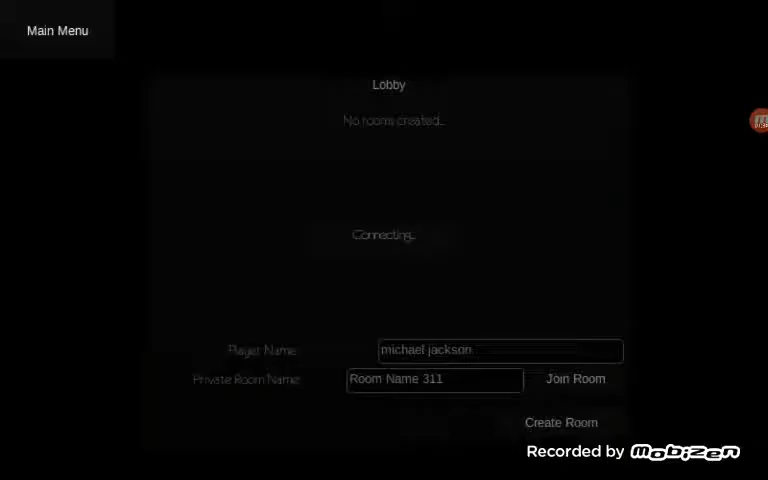 Main Menu
Lobby
No rooms created...
Connecting...
Player Name:
michael jackson
Private Room Name:
Room Name 311
Join Room
Create Room
Recorded by Mobizen